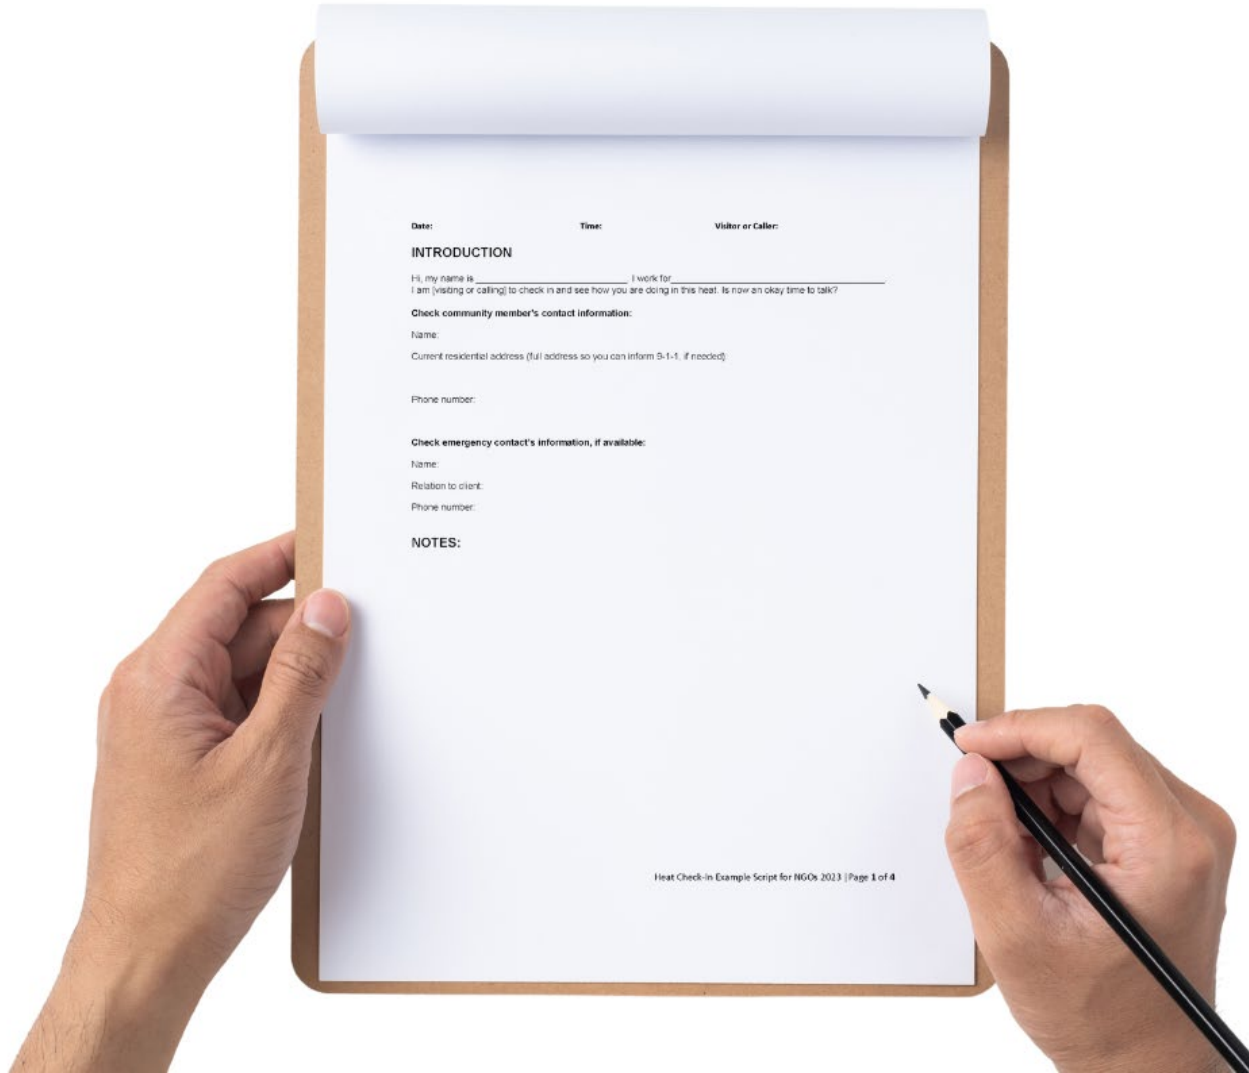 Date: Time: Visitor or Caller:
INTRODUCTION
Hi, my name is ______________________________ I work for__________________________________________.
I am [visiting or calling] to check in and see how you are doing in this heat. Is now an okay time to talk?
Check community member's contact information:
Name:
Current residential address (full address so you can inform 9-1-1, if needed):
Phone number:
Check emergency contact's information, if available:
Name:
Relation to client:
Phone number:
NOTES:
Heat Check-In Example Script for NGOs 2023 | Page 1 of 4